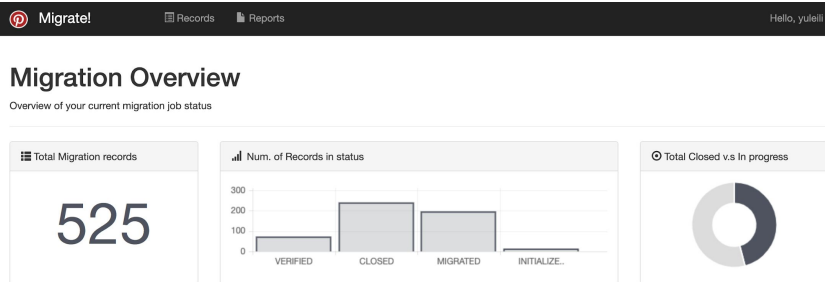 Migrate!
Records
Reports
Hello, yuleili
Migration Overview
Overview of your current migration job status
Total Migration records
525
Num. of Records in status
300
200
100
0
VERIFIED
CLOSED
MIGRATED
INITIALIZE..
Total Closed v.s In progress